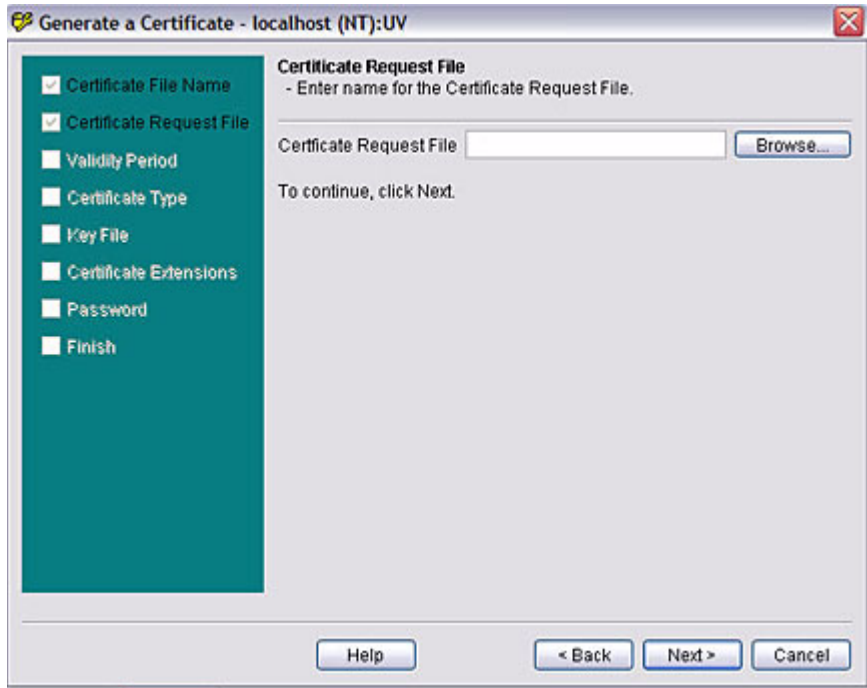 Generate a Certificate - localhost (NT):UV
Certificate File Name
Certificate Request File
Validity Period
Certificate Type
Key File
Certificate Extensions
Password
Finish
Certificate Request File
- Enter name for the Certificate Request File.
Certficate Request File
Browse...
To continue, click Next.
Help
< Back
Next >
Cancel